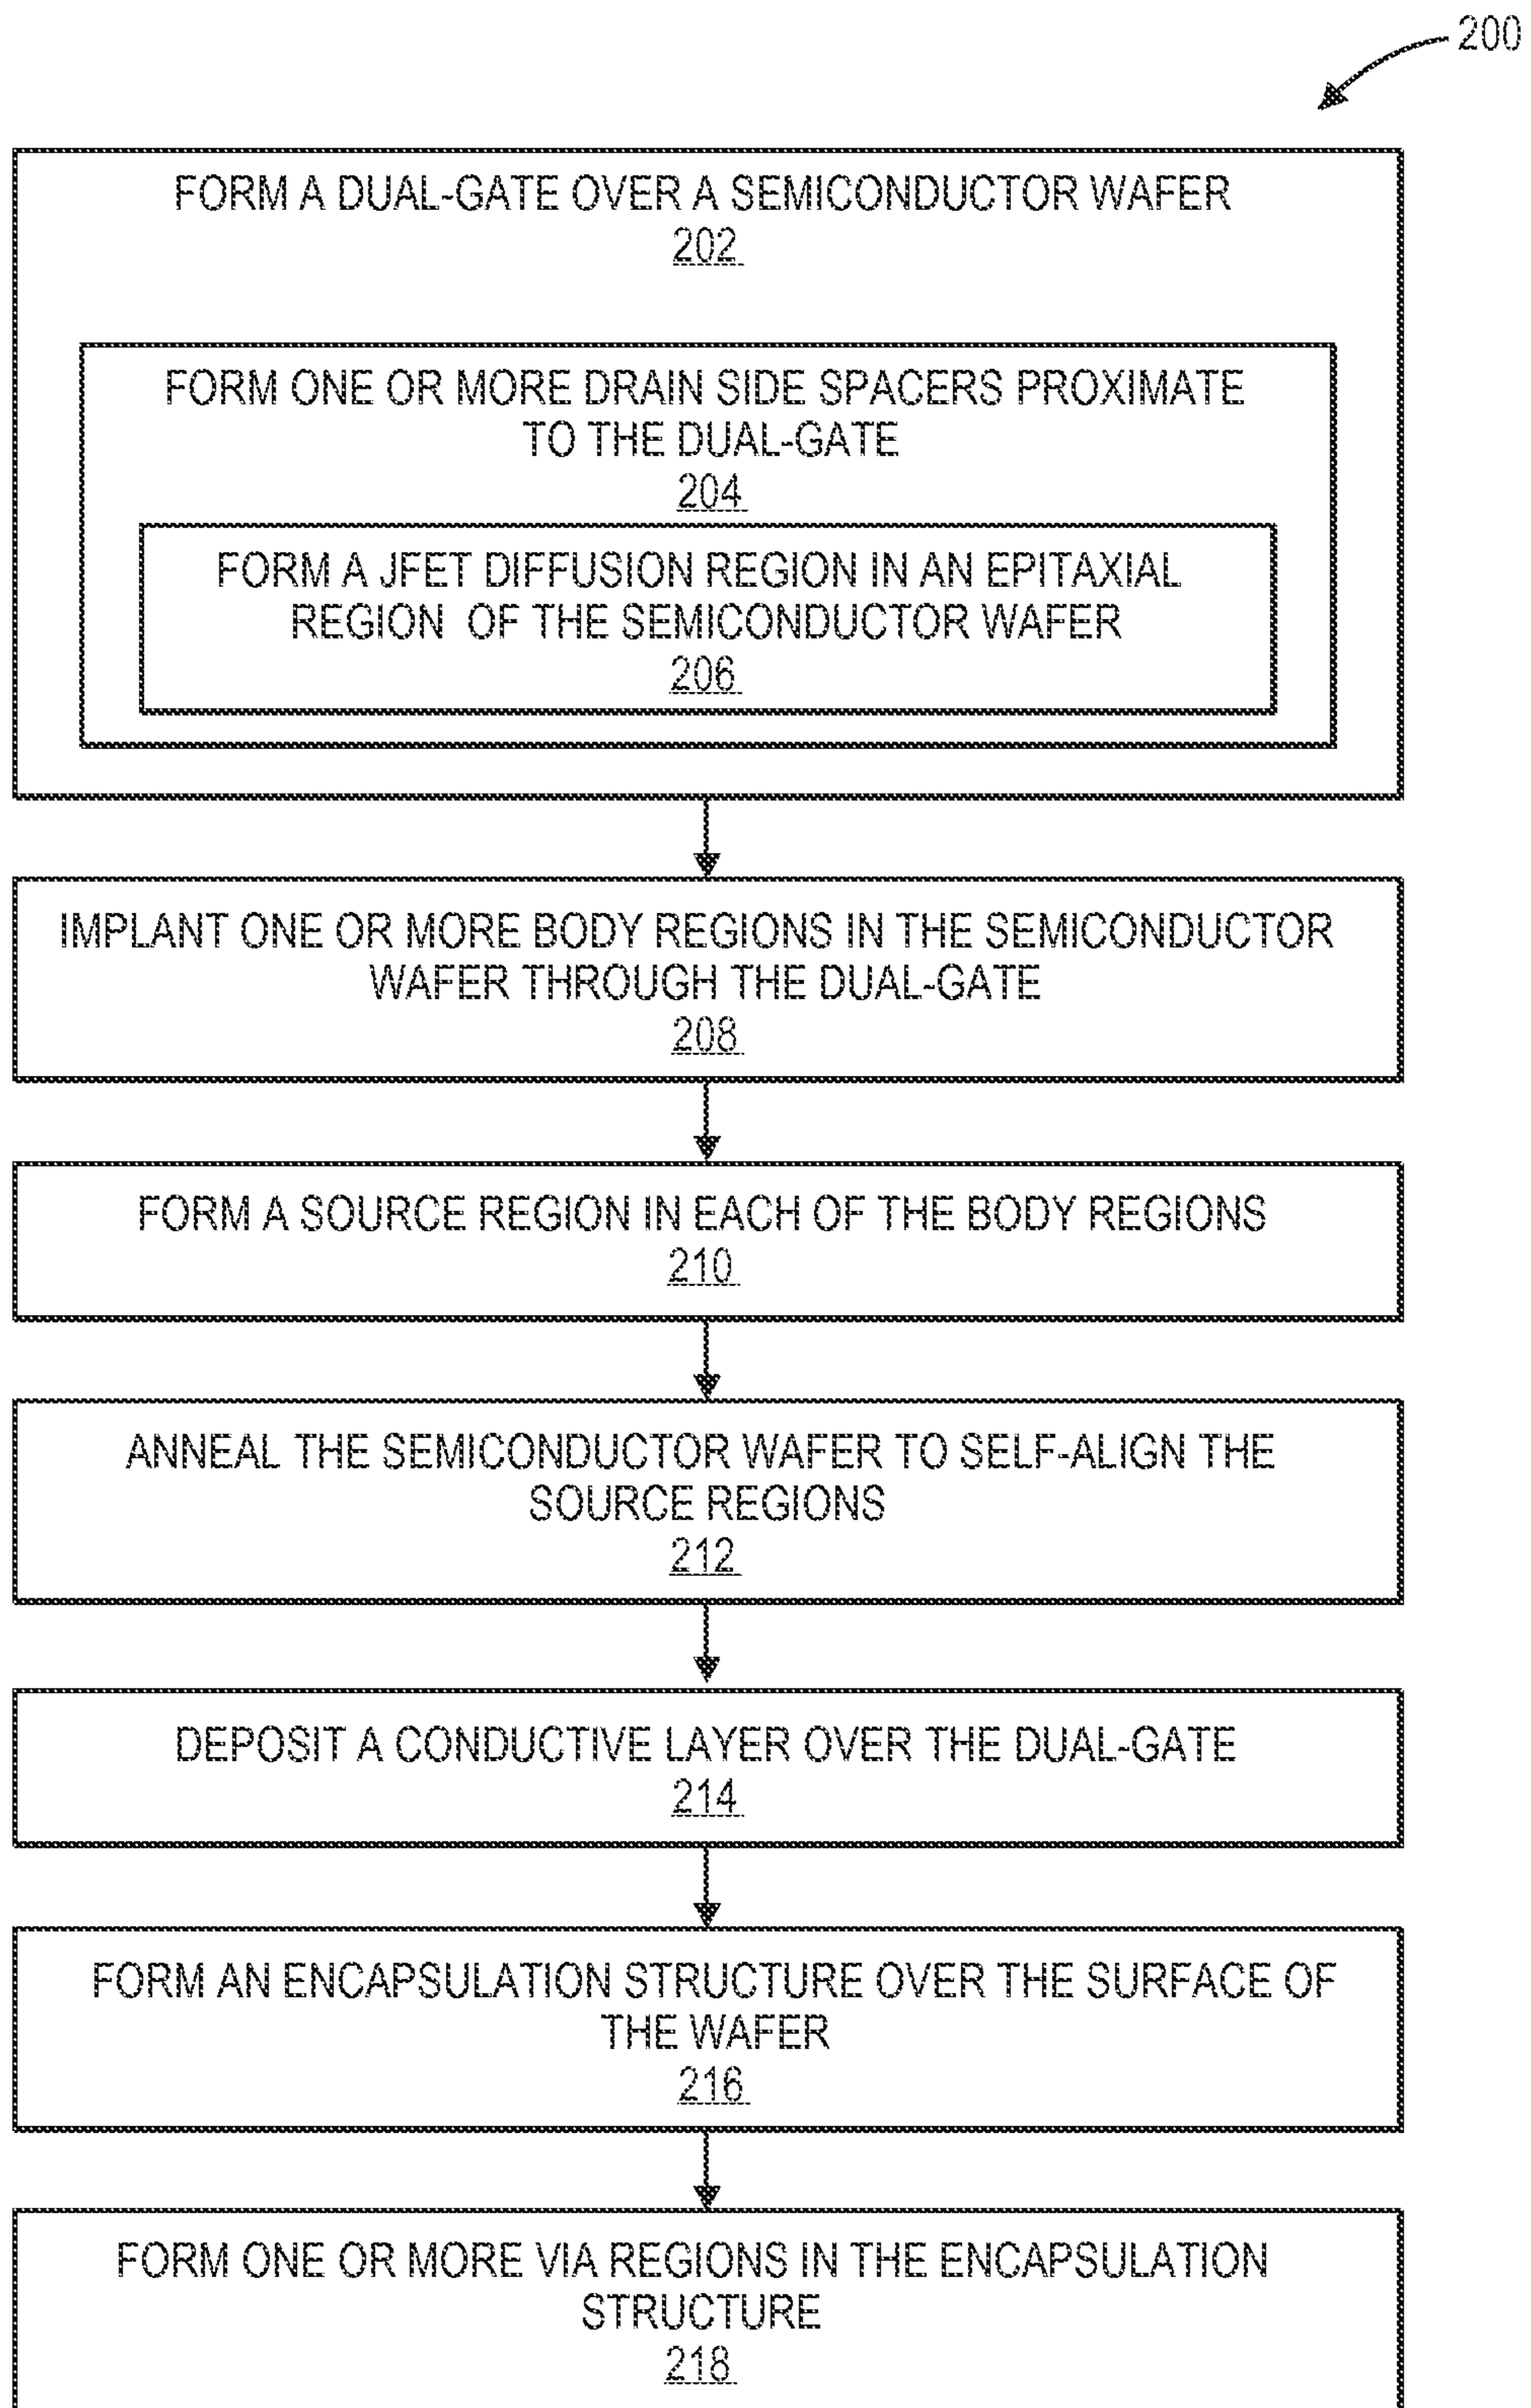 200
FORM A DUAL-GATE OVER A SEMICONDUCTOR WAFER
202
FORM ONE OR MORE DRAIN SIDE SPACERS PROXIMATE
TO THE DUAL-GATE
204
FORM A JFET DIFFUSION REGION IN AN EPITAXIAL
REGION OF THE SEMICONDUCTOR WAFER
206
IMPLANT ONE OR MORE BODY REGIONS IN THE SEMICONDUCTOR
WAFER THROUGH THE DUAL-GATE
208
FORM A SOURCE REGION IN EACH OF THE BODY REGIONS
210
ANNEAL THE SEMICONDUCTOR WAFER TO SELF-ALIGN THE
SOURCE REGIONS
212
DEPOSIT A CONDUCTIVE LAYER OVER THE DUAL-GATE
214
FORM AN ENCAPSULATION STRUCTURE OVER THE SURFACE OF
THE WAFER
216
FORM ONE OR MORE VIA REGIONS IN THE ENCAPSULATION
STRUCTURE
218